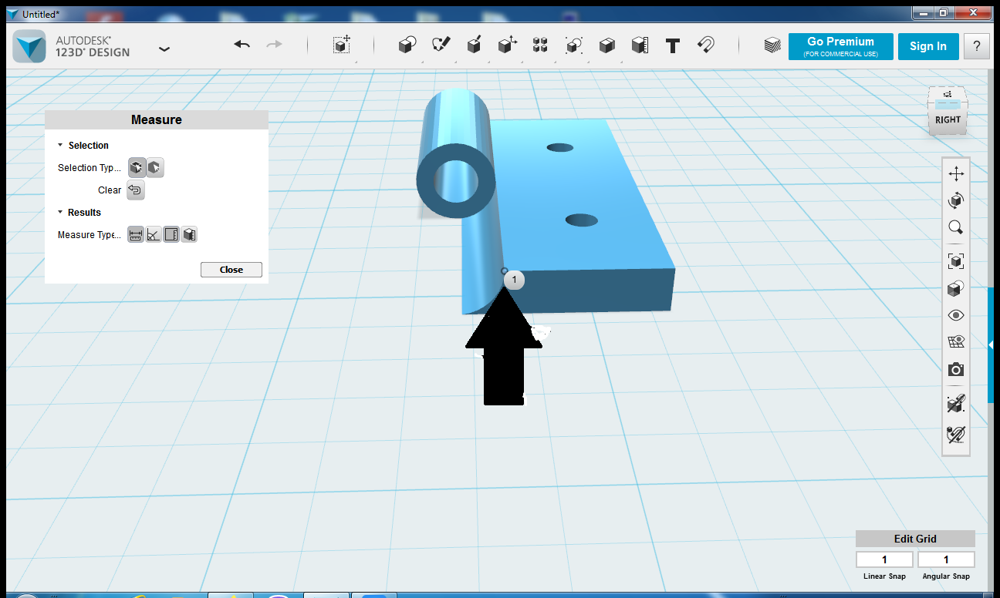 Untitled*
AUTODESK®
123D® DESIGN
Go Premium
(FOR COMMERCIAL USE)
Sign In
?
Measure
Selection
Selection Typ...
Clear
Results
Measure Type...
Close
RIGHT
1
Edit Grid
1 1
Linear Snap Angular Snap